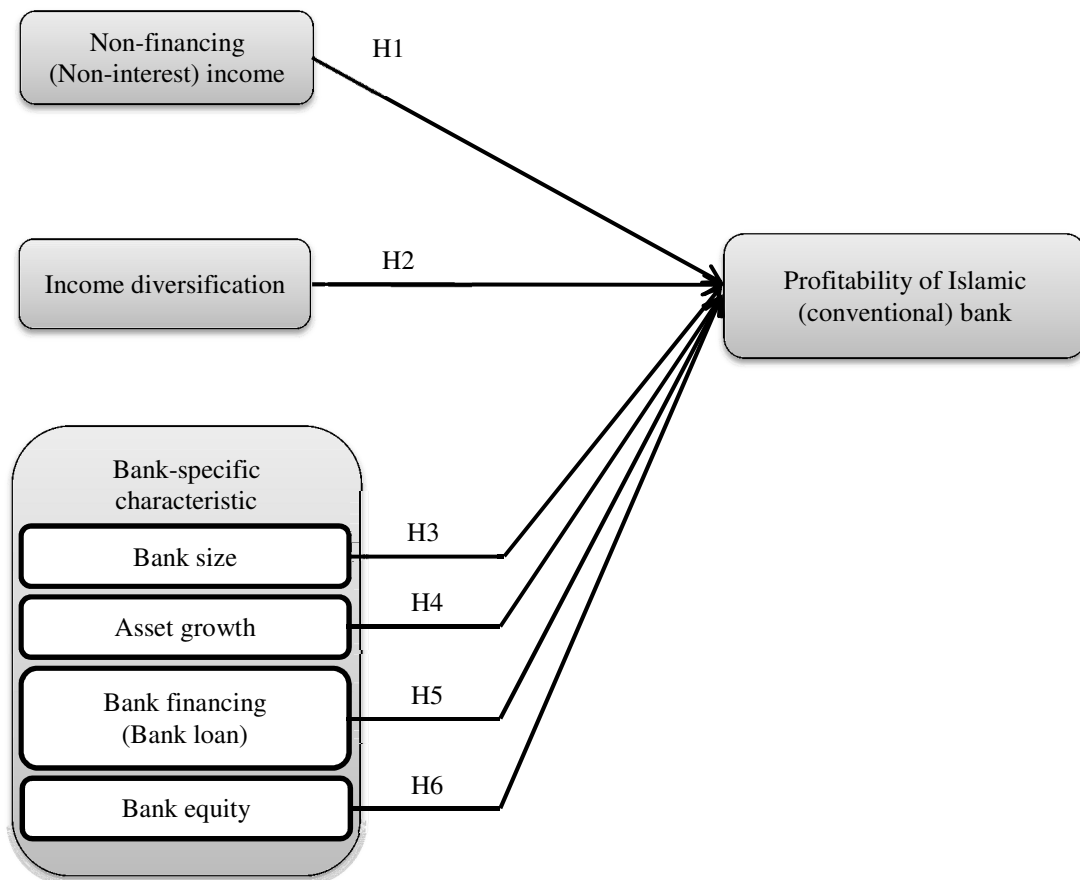 Non-financing
(Non-interest) income
H1
Income diversification
H2
Profitability of Islamic
(conventional) bank
Bank-specific
characteristic
Bank size
H3
Asset growth
H4
Bank financing
(Bank loan)
H5
Bank equity
H6